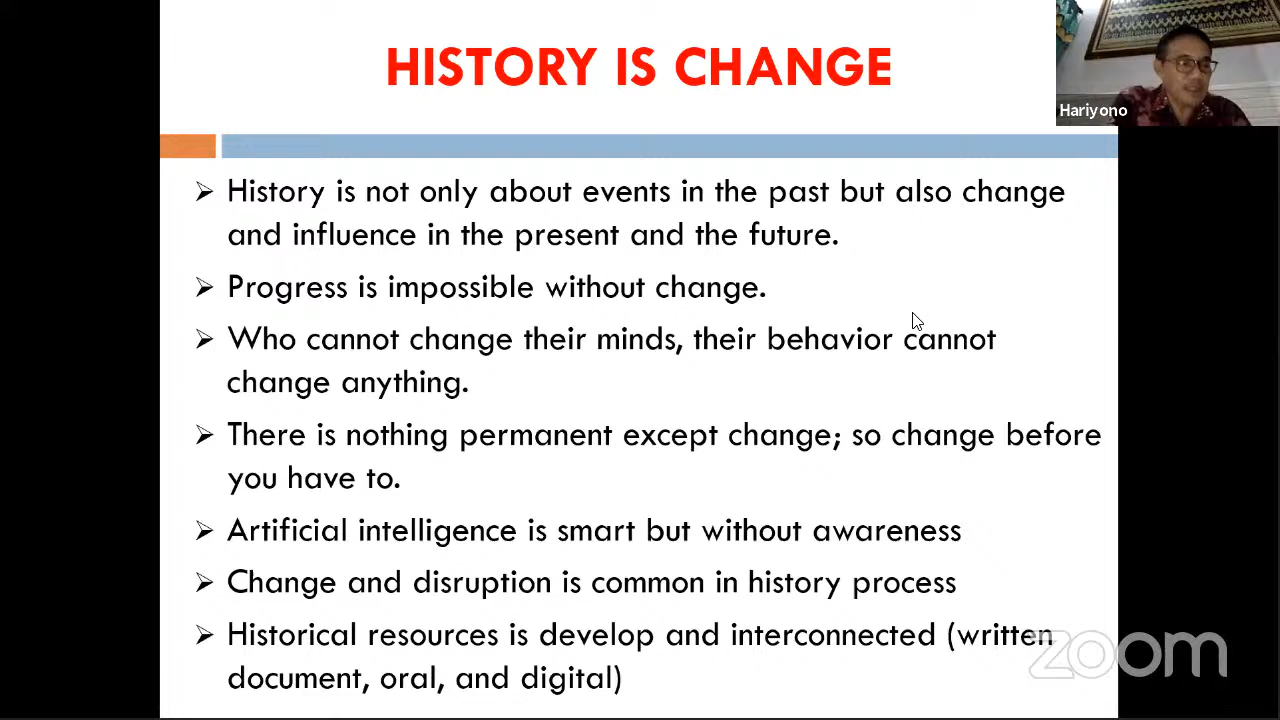 HISTORY IS CHANGE
Hariyono
➢ History is not only about events in the past but also change
and influence in the present and the future.
➢ Progress is impossible without change.
➢ Who cannot change their minds, their behavior cannot
change anything.
➢ There is nothing permanent except change; so change before
you have to.
➢ Artificial intelligence is smart but without awareness
➢ Change and disruption is common in history process
➢ Historical resources is develop and interconnected (written
document, oral, and digital)
zoom